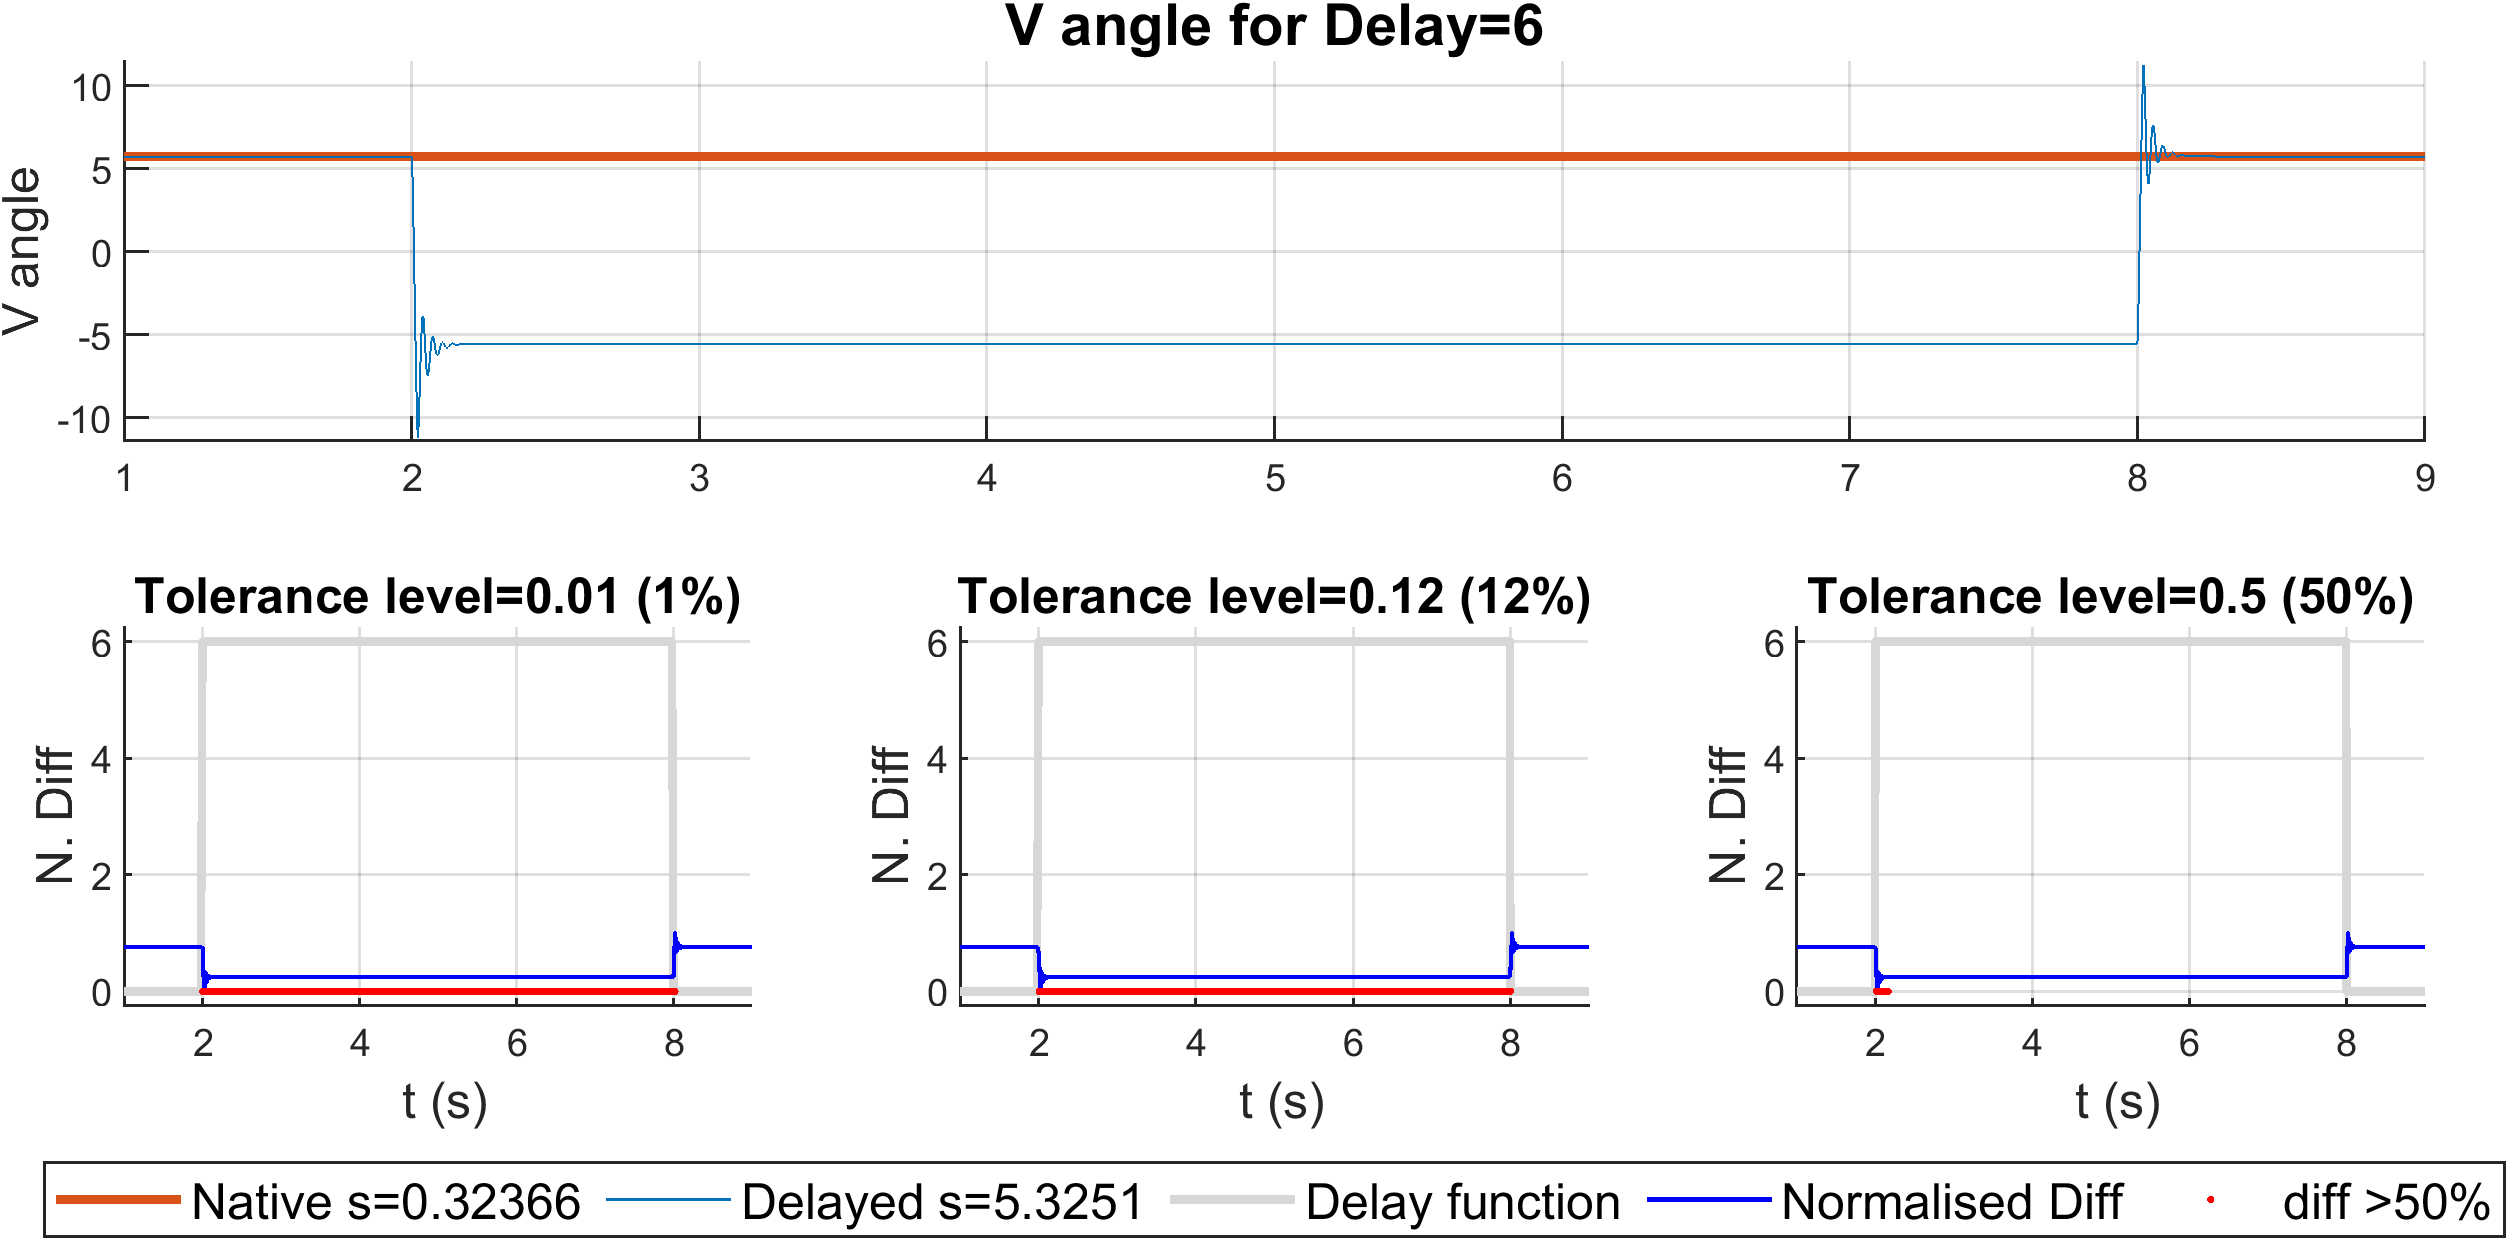 V angle for Delay=6
V angle
10
5
0
-5
-10
1 2 3 4 5 6 7 8 9
Tolerance level=0.01 (1%)
N. Diff
6
4
2
0
2 4 6 8
t (s)
Tolerance level=0.12 (12%)
N. Diff
6
4
2
0
2 4 6 8
t (s)
Tolerance level=0.5 (50%)
N. Diff
6
4
2
0
2 4 6 8
t (s)
Native s=0.32366 Delayed s=5.3251 Delay function Normalised Diff diff >50%